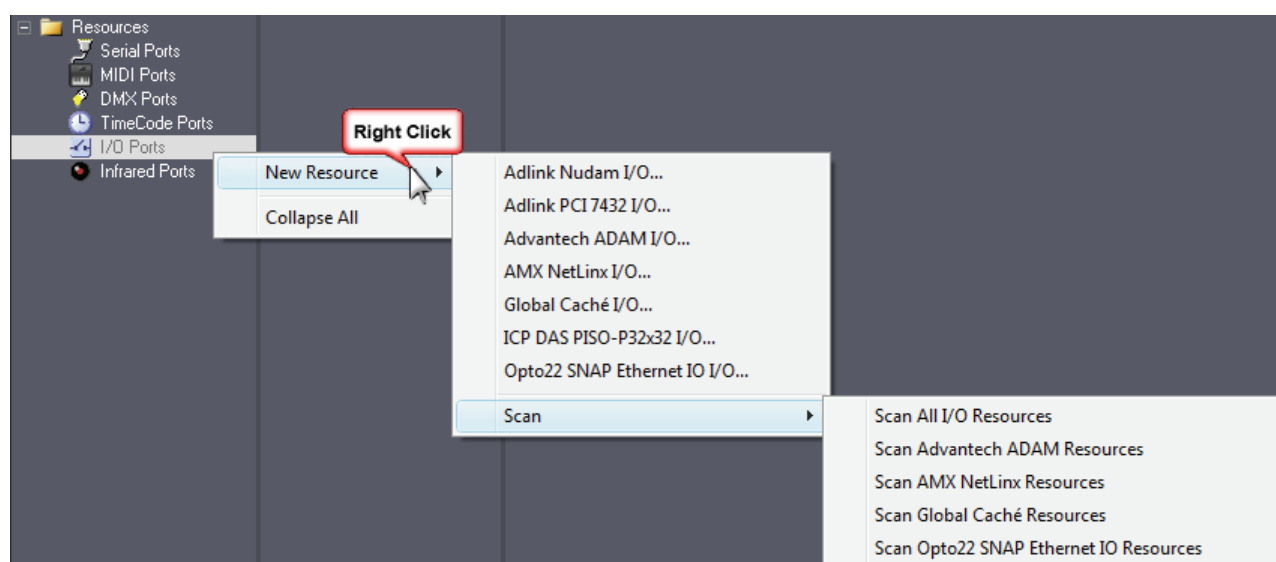 Resources
Serial Ports
MIDI Ports
DMX Ports
TimeCode Ports
I/O Ports
Infrared Ports
Right Click
New Resource
Collapse All
Adlink Nudam I/O...
Adlink PCI 7432 I/O...
Advantech ADAM I/O...
AMX NetLinx I/O...
Global Caché I/O...
ICP DAS PISO-P32x32 I/O...
Opto22 SNAP Ethernet IO I/O...
Scan
Scan All I/O Resources
Scan Advantech ADAM Resources
Scan AMX NetLinx Resources
Scan Global Caché Resources
Scan Opto22 SNAP Ethernet IO Resources